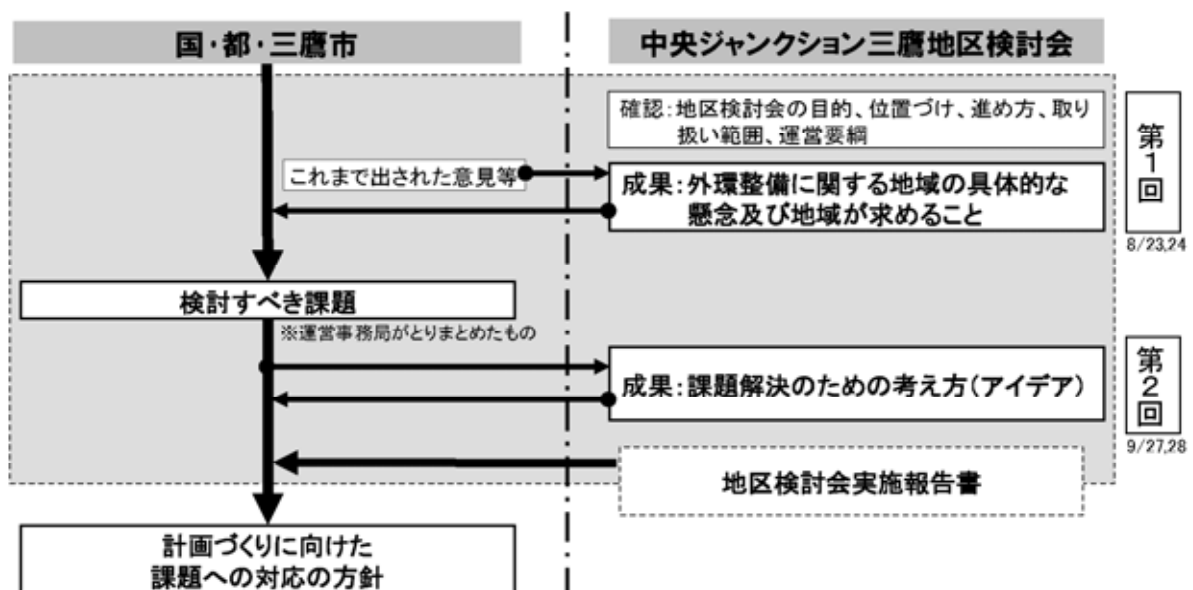 国・都・三鷹市
中央ジャンクション三鷹地区検討会
確認：地区検討会の目的、位置づけ、進め方、取り
扱い範囲、運営要綱
第1回
8/23,24
これまで出された意見等
成果：外環整備に関する地域の具体的な
懸念及び地域が求めること
検討すべき課題
※運営事務局がとりまとめたもの
成果：課題解決のための考え方（アイデア）
第2回
9/27,28
地区検討会実施報告書
計画づくりに向けた
課題への対応の方針